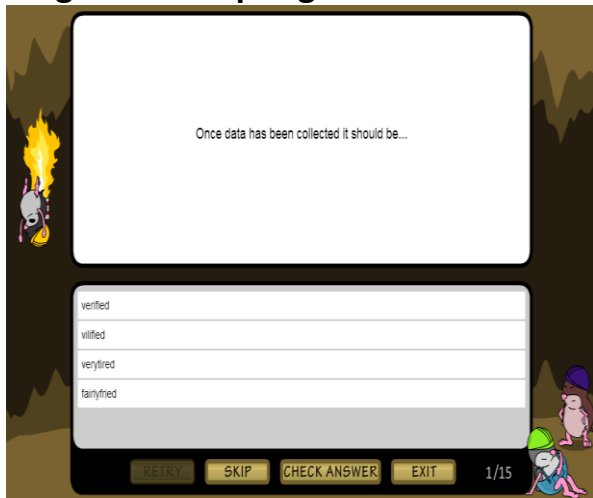 Once data has been collected it should be...
verified
vilified
verytired
fairlyfried
RETRY SKIP CHECK ANSWER EXIT 1/15